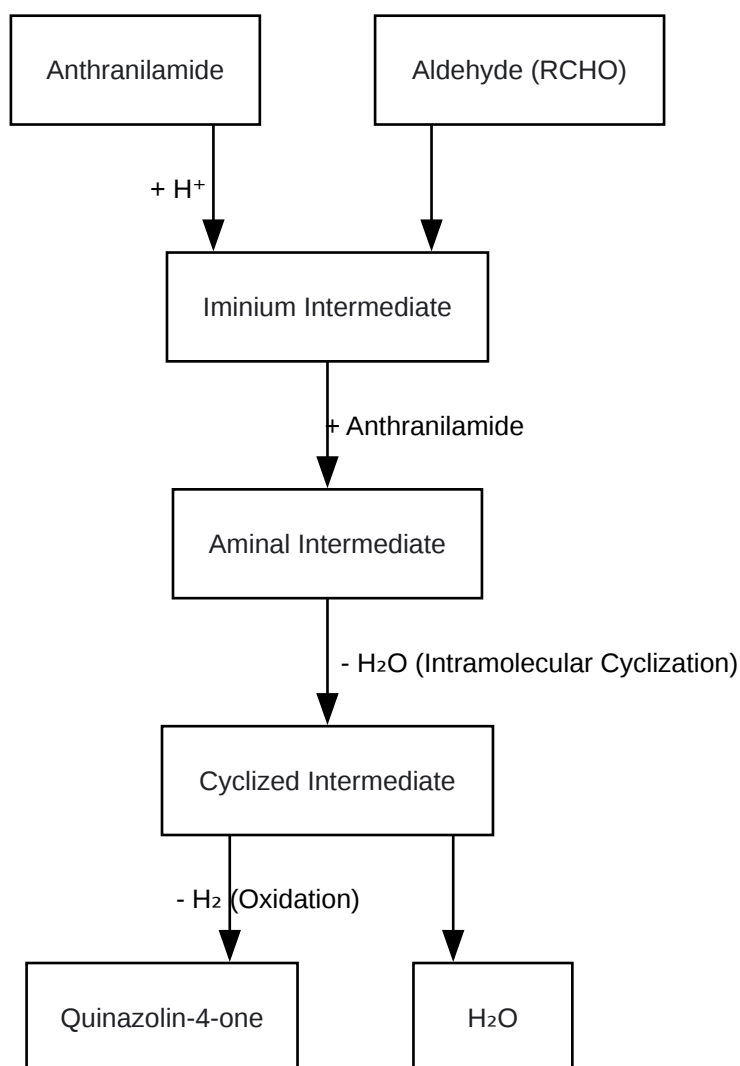 Anthranilamide
Aldehyde (RCHO)
+ H⁺
Iminium Intermediate
+ Anthranilamide
Aminal Intermediate
- H₂O (Intramolecular Cyclization)
Cyclized Intermediate
- H₂ (Oxidation)
Quinazolin-4-one
H₂O